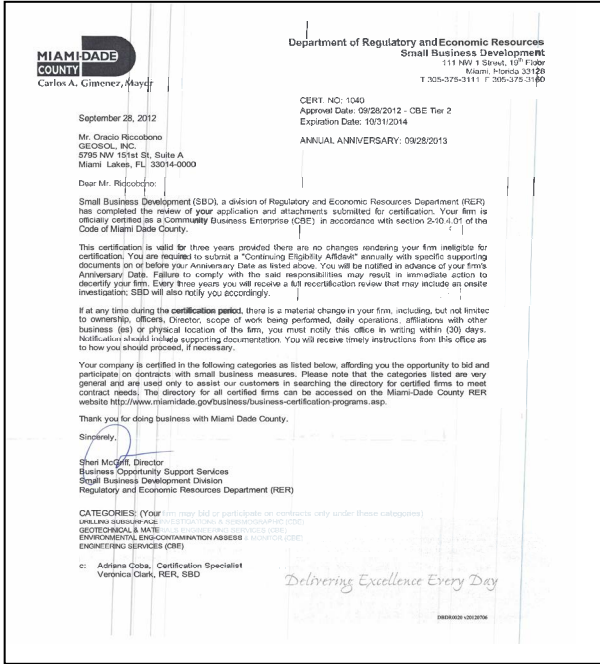 MIAMI-DADE
COUNTY
Carlos A. Gimenez, Mayor
Department of Regulatory and Economic Resources
Small Business Development
111 NW 1 Street, 19th Floor
Miami, Florida 33128
T 305-375-3111 F 305-375-3160
CERT. NO: 1040
Approval Date: 09/28/2012 - CBE Tier 2
Expiration Date: 10/31/2014
September 28, 2012
ANNUAL ANNIVERSARY: 09/28/2013
Mr. Oracio Riccobono
GEOSOL, INC.
5795 NW 151st St, Suite A
Miami Lakes, FL 33014-0000
Dear Mr. Riccobono:
Small Business Development (SBD), a division of Regulatory and Economic Resources Department (RER)
has completed the review of your application and attachments submitted for certification. Your firm is
officially certified as a Community Business Enterprise (CBE) in accordance with section 2-10.4.01 of the
Code of Miami Dade County.
This certification is valid for three years provided there are no changes rendering your firm ineligible for
certification. You are required to submit a "Continuing Eligibility Affidavit" annually with specific supporting
documents on or before your Anniversary Date as listed above. You will be notified in advance of your firm's
Anniversary Date. Failure to comply with the said responsibilities may result in immediate action to
decertify your firm. Every three years you will receive a full recertification review that may include an onsite
investigation; SBD will also notify you accordingly.
If at any time during the certification period, there is a material change in your firm, including, but not limited
to ownership, officers, Director, scope of work being performed, daily operations, affiliations with other
business (es) or physical location of the firm, you must notify this office in writing within (30) days.
Notification should include supporting documentation. You will receive timely instructions from this office as
to how you should proceed, if necessary.
Your company is certified in the following categories as listed below, affording you the opportunity to bid and
participate on contracts with small business measures. Please note that the categories listed are very
general and are used only to assist our customers in searching the directory for certified firms to meet
contract needs. The directory for all certified firms can be accessed on the Miami-Dade County RER
website http://www.miamidade.gov/business/business-certification-programs.asp.
Thank you for doing business with Miami Dade County.
Sincerely,
Sheri McGriff, Director
Business Opportunity Support Services
Small Business Development Division
Regulatory and Economic Resources Department (RER)
CATEGORIES: (Your firm may bid or participate on contracts only under these categories)
DRILLING SUBSURFACE INVESTIGATIONS & SEISMOGRAPHIC (CBE)
GEOTECHNICAL & MATERIALS ENGINEERING SERVICES (CBE)
ENVIRONMENTAL ENG-CONTAMINATION ASSESS & MONITOR (CBE)
ENGINEERING SERVICES (CBE)
c: Adriana Coba, Certification Specialist
Veronica Clark, RER, SBD
Delivering Excellence Every Day
DBDR0020 v20120706